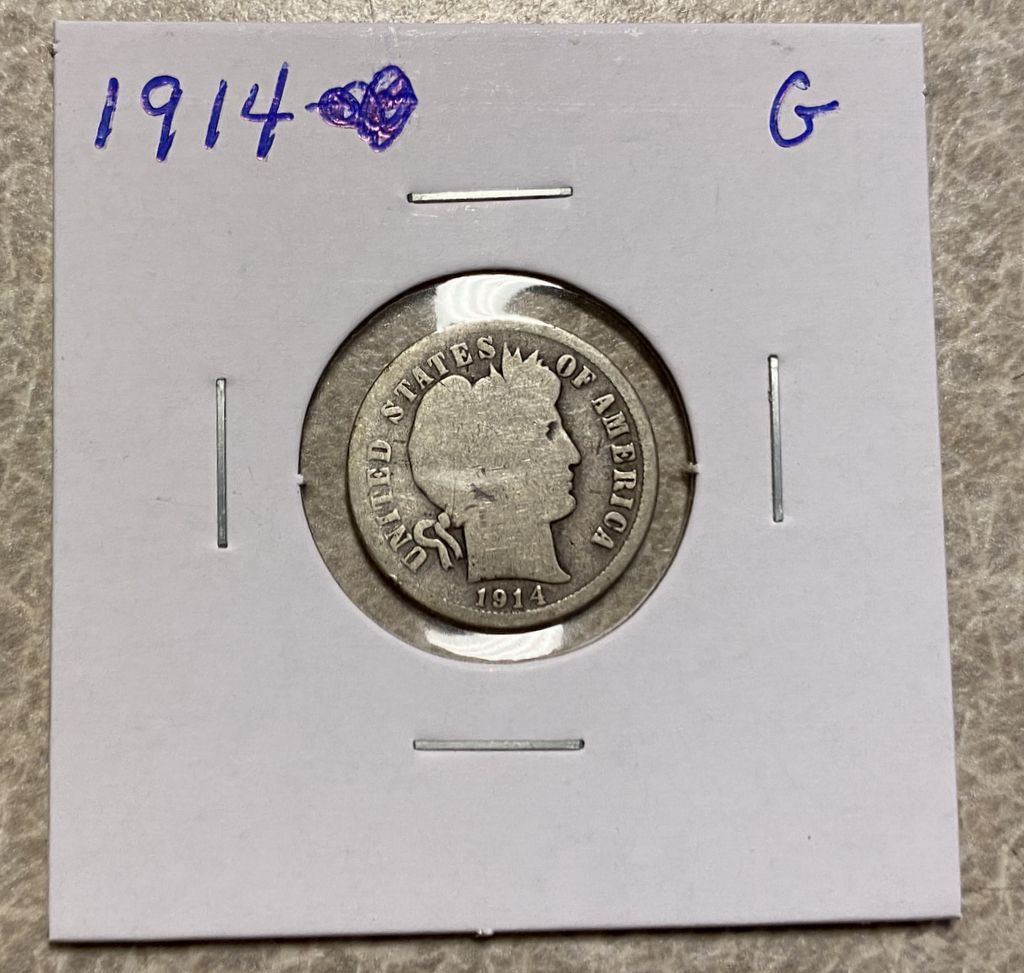 1914 G
UNITED STATES OF AMERICA
1914